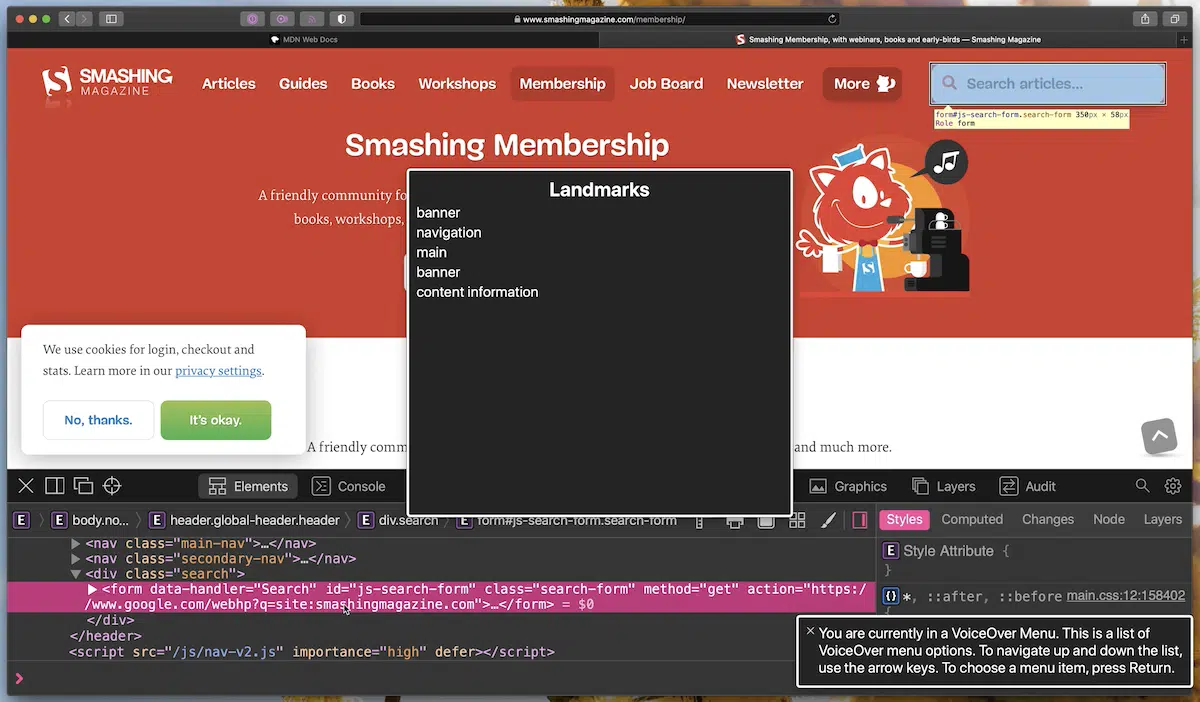 www.smashingmagazine.com/membership/
MDN Web Docs
Smashing Membership, with webinars, books and early-birds — Smashing Magazine
SMASHING
MAGAZINE
Articles
Guides
Books
Workshops
Membership
Job Board
Newsletter
More
Search articles...
form#js-search-form.search-form 350px × 58px
Role form
Smashing Membership
A friendly community fo
books, workshops,
Landmarks
banner
navigation
main
banner
content information
We use cookies for login, checkout and
stats. Learn more in our privacy settings.
No, thanks.
It's okay.
A friendly comm
and much more.
Elements
Console
Graphics
Layers
Audit
E
E body.no...
E header.global-header.header
E div.search
E form#js-search-form.search-form
Styles
Computed
Changes
Node
Layers
<nav class="main-nav">…</nav>
<nav class="secondary-nav">…</nav>
<div class="search">
<form data-handler="Search" id="js-search-form" class="search-form" method="get" action="https:/
/www.google.com/webhp?q=site:smashingmagazine.com">…</form> = $0
</div>
</header>
<script src="/js/nav-v2.js" importance="high" defer></script>
E Style Attribute {
}
{} *, ::after, ::before main.css:12:158402
{
You are currently in a VoiceOver Menu. This is a list of
VoiceOver menu options. To navigate up and down the list,
use the arrow keys. To choose a menu item, press Return.